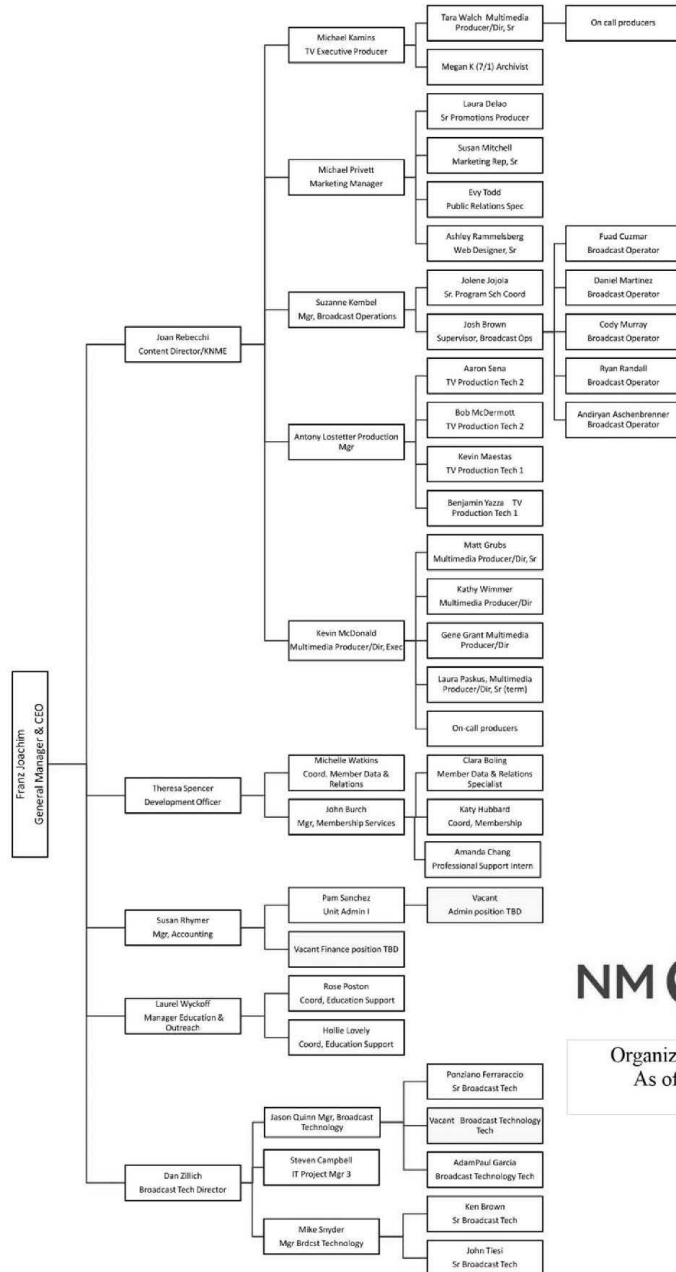 Michael Kamins
TV Executive Producer
Tara Walch Multimedia
Producer/Dir, Sr
On call producers
Megan K (7/1) Archivist
Michael Privett
Marketing Manager
Laura Delao
Sr Promotions Producer
Susan Mitchell
Marketing Rep, Sr
Evy Todd
Public Relations Spec
Ashley Rammelsberg
Web Designer, Sr
Joan Rebecchi
Content Director/KNME
Suzanne Kembel
Mgr, Broadcast Operations
Jolene Jojola
Sr. Program Sch Coord
Josh Brown
Supervisor, Broadcast Ops
Fuad Cuzmar
Broadcast Operator
Daniel Martinez
Broadcast Operator
Cody Murray
Broadcast Operator
Ryan Randall
Broadcast Operator
Andiryan Aschenbrenner
Broadcast Operator
Antony Lostetter Production
Mgr
Aaron Sena
TV Production Tech 2
Bob McDermott
TV Production Tech 2
Kevin Maestas
TV Production Tech 1
Benjamin Yazza TV
Production Tech 1
Kevin McDonald
Multimedia Producer/Dir, Exec
Matt Grubs
Multimedia Producer/Dir, Sr
Kathy Wimmer
Multimedia Producer/Dir
Gene Grant Multimedia
Producer/Dir
Laura Paskus, Multimedia
Producer/Dir, Sr (term)
On-call producers
Franz Joachim
General Manager & CEO
Theresa Spencer
Development Officer
Michelle Watkins
Coord. Member Data &
Relations
John Burch
Mgr, Membership Services
Clara Boling
Member Data & Relations
Specialist
Katy Hubbard
Coord, Membership
Amanda Chang
Professional Support Intern
Susan Rhymer
Mgr, Accounting
Pam Sanchez
Unit Admin I
Vacant
Admin position TBD
Vacant Finance position TBD
Laurel Wyckoff
Manager Education &
Outreach
Rose Poston
Coord, Education Support
Hollie Lovely
Coord, Education Support
NM
Organiz
As of
Dan Zillich
Broadcast Tech Director
Jason Quinn Mgr, Broadcast
Technology
Ponziano Ferraraccio
Sr Broadcast Tech
Vacant Broadcast Technology
Tech
AdamPaul Garcia
Broadcast Technology Tech
Steven Campbell
IT Project Mgr 3
Mike Snyder
Mgr Brdcst Technology
Ken Brown
Sr Broadcast Tech
John Tiesi
Sr Broadcast Tech